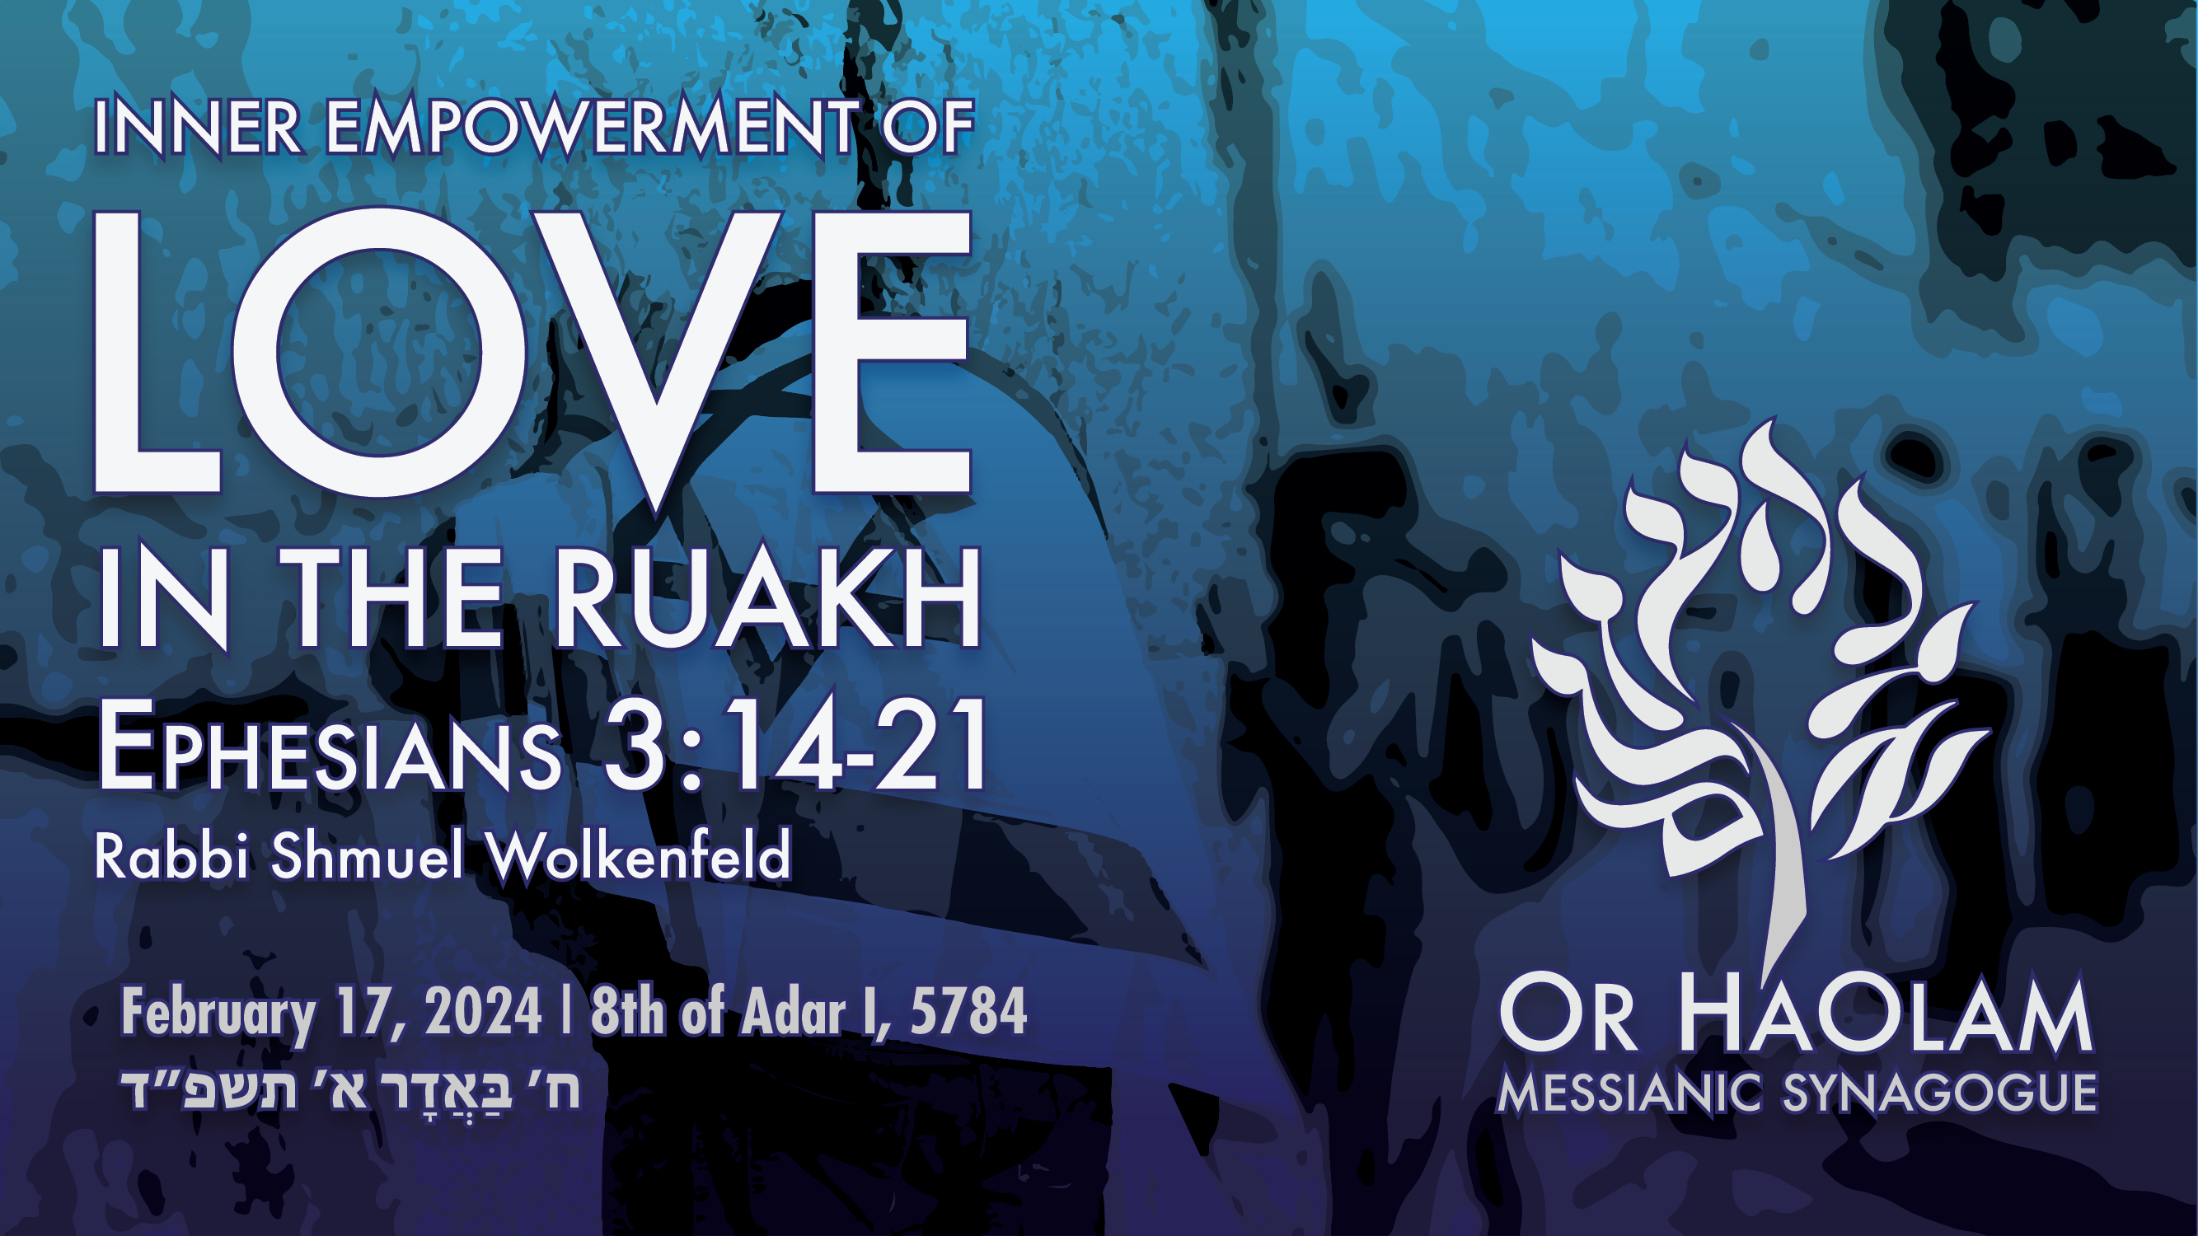 INNER EMPOWERMENT OF
LOVE
IN THE RUAKH
EPHESIANS 3:14-21
Rabbi Shmuel Wolkenfeld
February 17, 2024 | 8th of Adar I, 5784
ח׳ בַּאֲדָר א׳ תשפ״ד
OR HAOLAM
MESSIANIC SYNAGOGUE